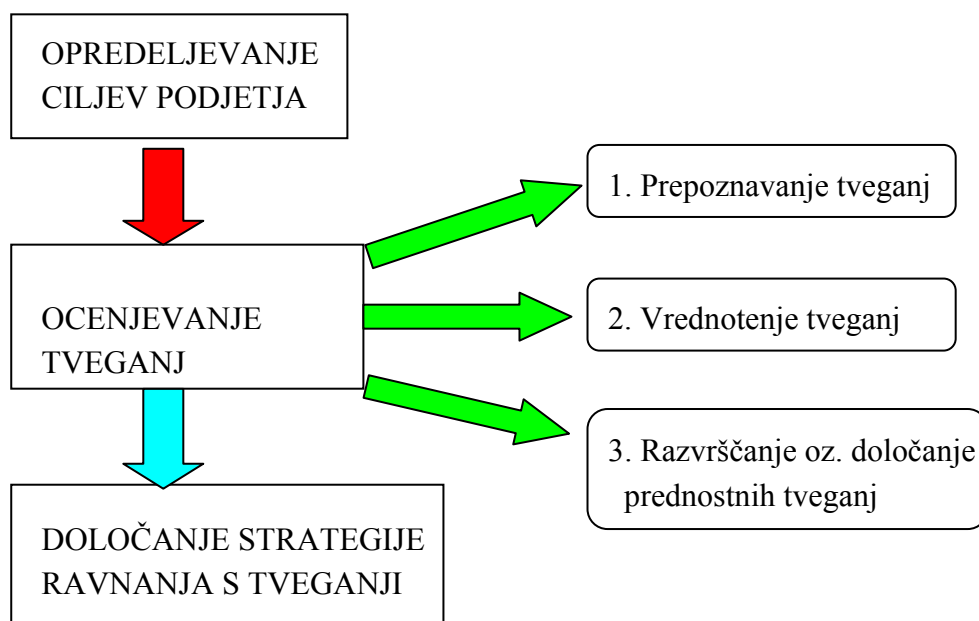 OPREDELJEVANJE
CILJEV PODJETJA
1. Prepoznavanje tveganj
OCENJEVANJE
TVEGANJ
2. Vrednotenje tveganj
3. Razvrščanje oz. določanje
prednostnih tveganj
DOLOČANJE STRATEGIJE
RAVNANJA S TVEGANJI